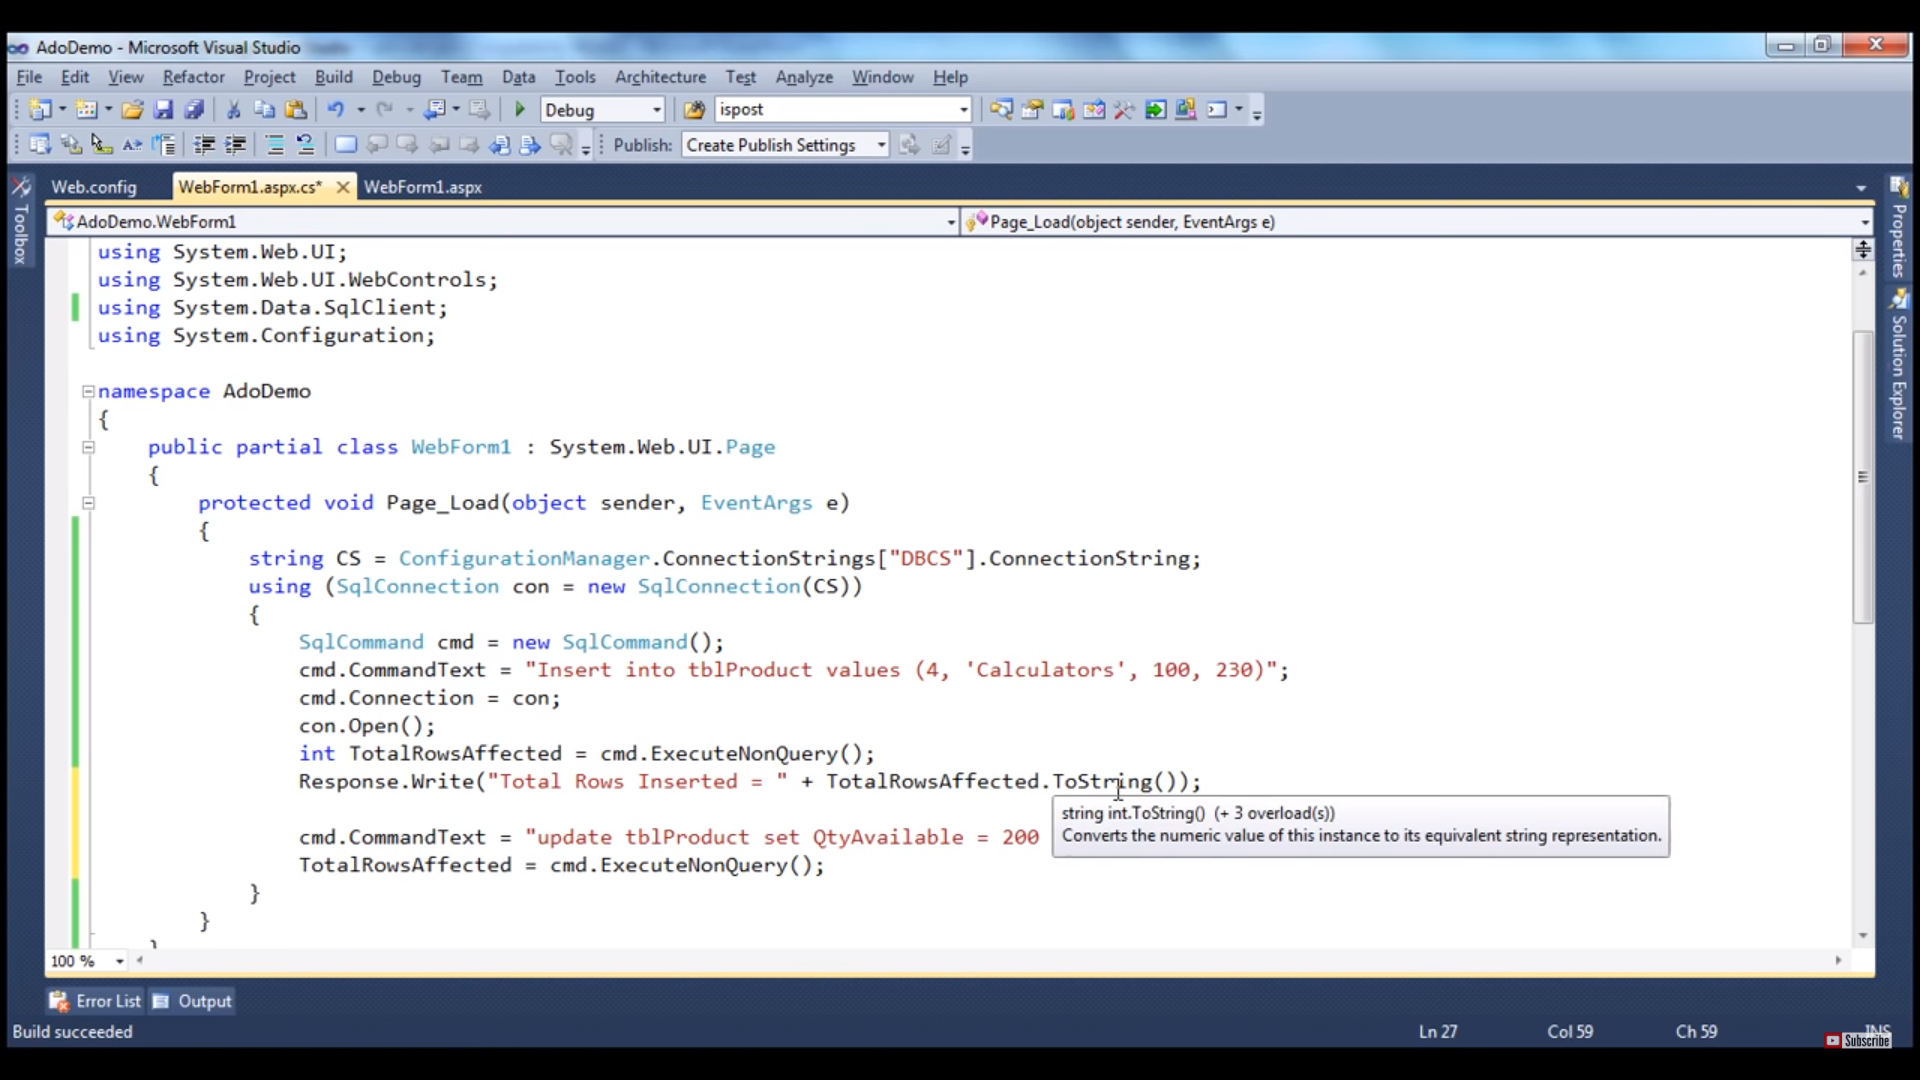 AdoDemo - Microsoft Visual Studio
File Edit View Refactor Project Build Debug Team Data Tools Architecture Test Analyze Window Help
Debug ispost
Publish: Create Publish Settings
Web.config WebForm1.aspx.cs* WebForm1.aspx
Toolbox
Properties
Solution Explorer
AdoDemo.WebForm1 Page_Load(object sender, EventArgs e)
using System.Web.UI;
using System.Web.UI.WebControls;
using System.Data.SqlClient;
using System.Configuration;
namespace AdoDemo
{
public partial class WebForm1 : System.Web.UI.Page
{
protected void Page_Load(object sender, EventArgs e)
{
string CS = ConfigurationManager.ConnectionStrings["DBCS"].ConnectionString;
using (SqlConnection con = new SqlConnection(CS))
{
SqlCommand cmd = new SqlCommand();
cmd.CommandText = "Insert into tblProduct values (4, 'Calculators', 100, 230)";
cmd.Connection = con;
con.Open();
int TotalRowsAffected = cmd.ExecuteNonQuery();
Response.Write("Total Rows Inserted = " + TotalRowsAffected.ToString());
string int.ToString() (+ 3 overload(s))
Converts the numeric value of this instance to its equivalent string representation.
cmd.CommandText = "update tblProduct set QtyAvailable = 200
TotalRowsAffected = cmd.ExecuteNonQuery();
}
}
}
100 %
Error List Output
Build succeeded Ln 27 Col 59 Ch 59 INS
Subscribe